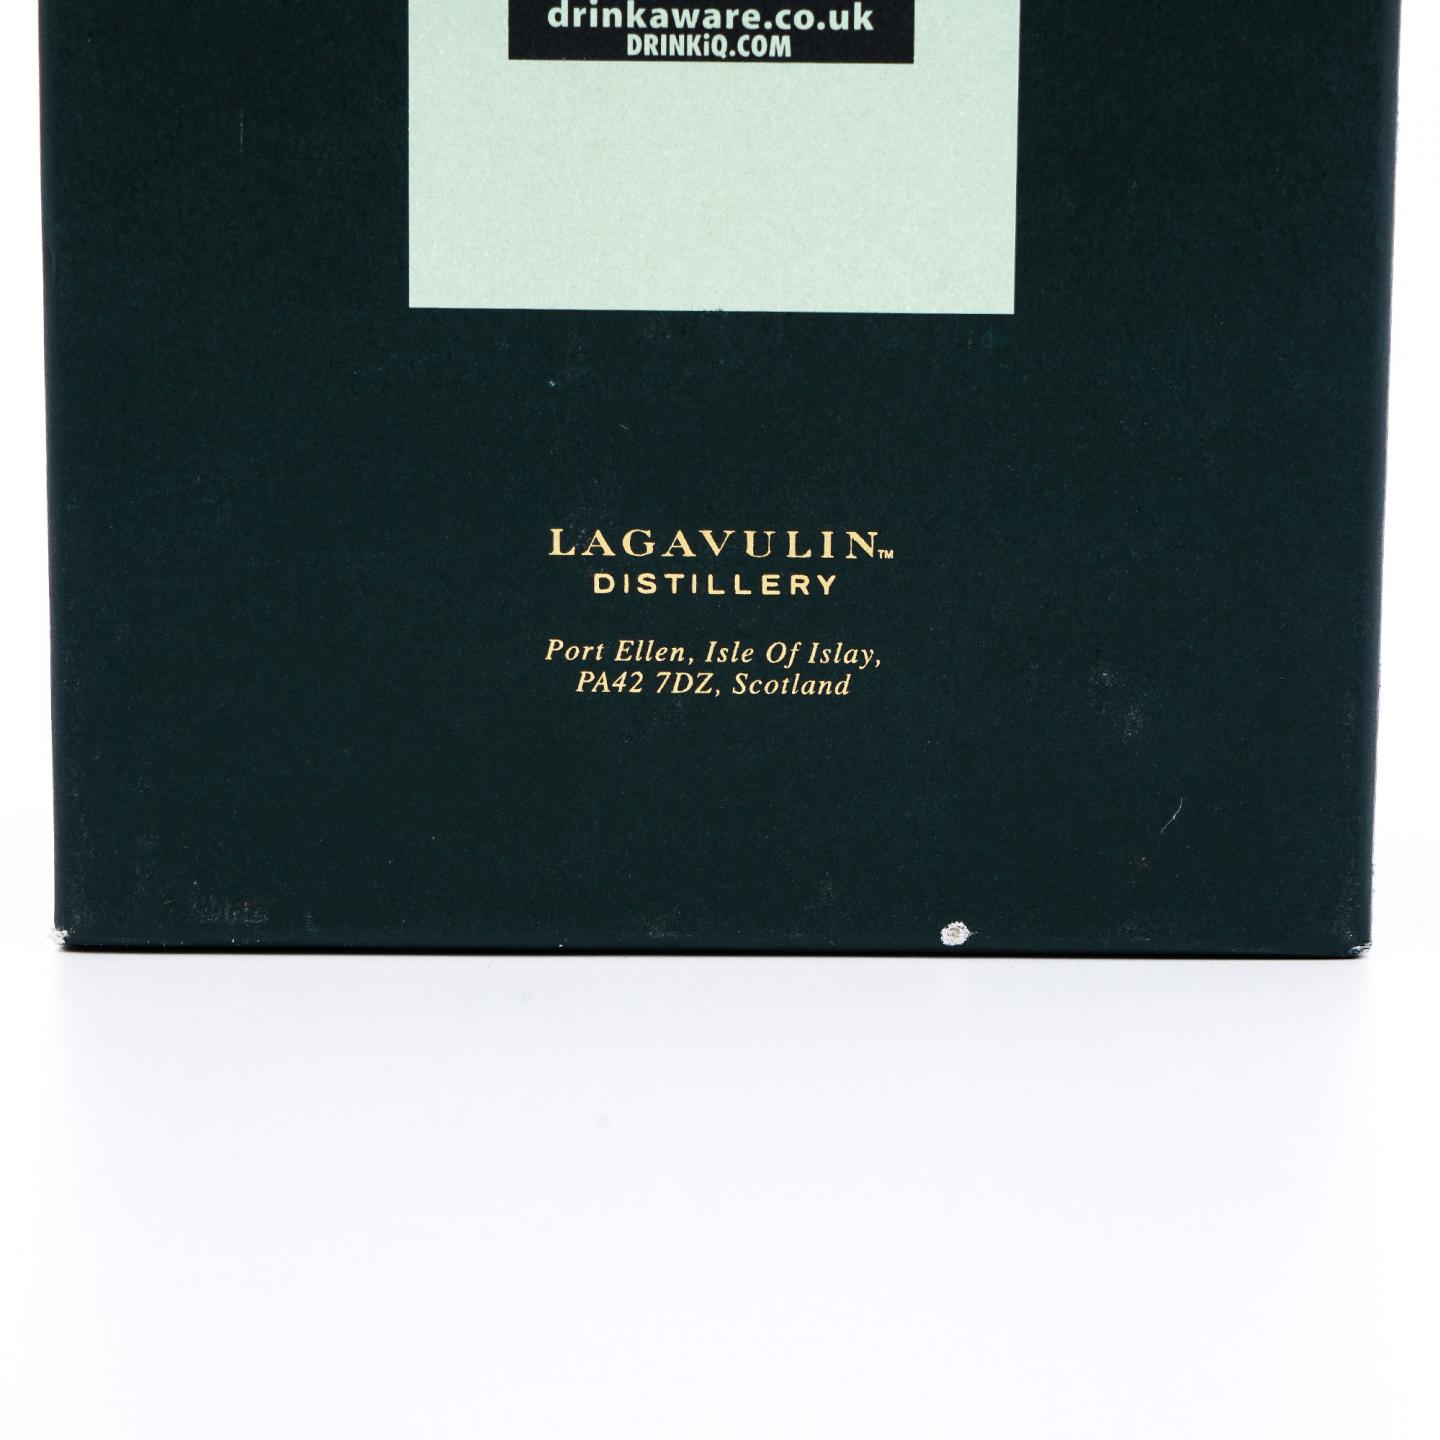 drinkaware.co.uk
DRINKiQ.COM
LAGAVULIN™
DISTILLERY
Port Ellen, Isle Of Islay,
PA42 7DZ, Scotland